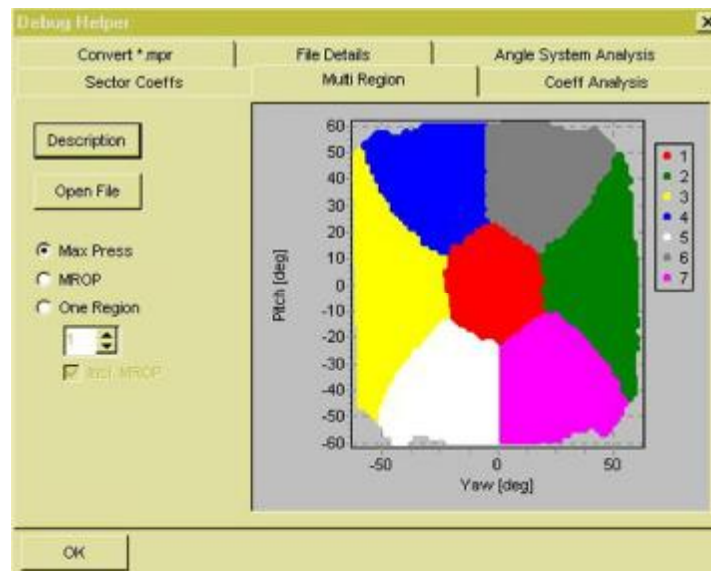 Debug Helper
Convert *.mpr
File Details
Angle System Analysis
Sector Coeffs
Multi Region
Coeff Analysis
Description
Open File
Max Press
MROP
One Region
1
Incl. MROP
60
50
40
30
20
10
0
-10
-20
-30
-40
-50
-60
Pitch [deg]
-50
0
50
Yaw [deg]
1
2
3
4
5
6
7
OK